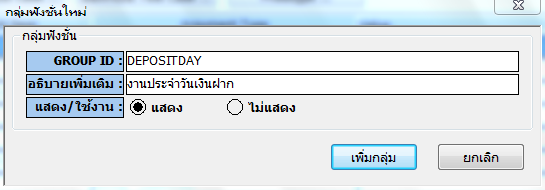 กลุ่มฟังชั่นใหม่
กลุ่มฟังชั่น
GROUP ID : DEPOSITDAY
อธิบายเพิ่มเติม : งานประจำวันเงินฝาก
แสดง/ใช้งาน : แสดง ไม่แสดง
เพิ่มกลุ่ม ยกเลิก